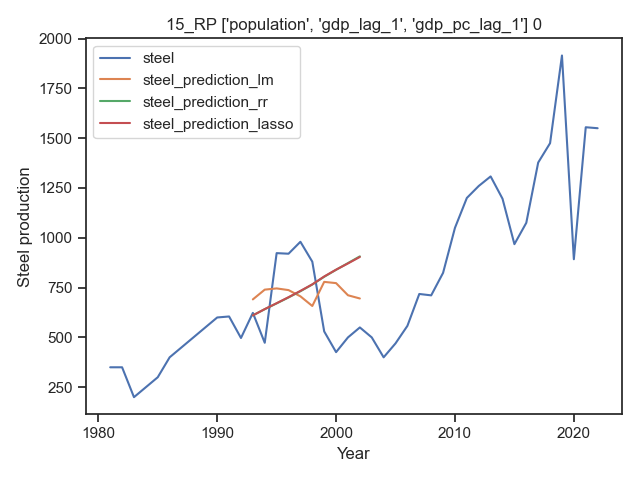 15_RP ['population', 'gdp_lag_1', 'gdp_pc_lag_1'] 0
steel
steel_prediction_lm
steel_prediction_rr
steel_prediction_lasso
Steel production
2000
1750
1500
1250
1000
750
500
250
1980
1990
2000
2010
2020
Year